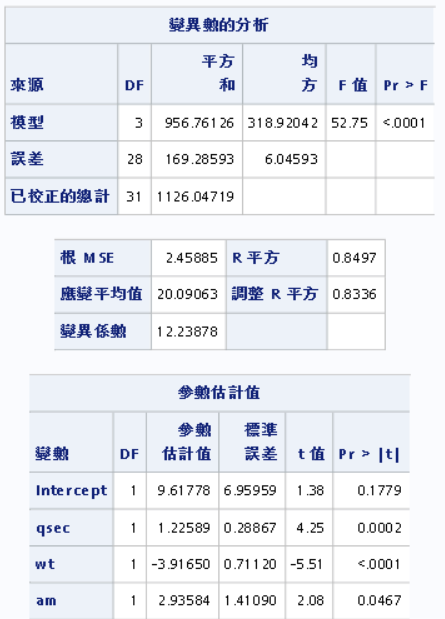 變異數的分析
來源 DF 平方和 均方 F 值 Pr > F
模型 3 956.76126 318.92042 52.75 <.0001
誤差 28 169.28593 6.04593
已校正的總計 31 1126.04719
根 MSE 2.45885 R 平方 0.8497
應變平均值 20.09063 調整 R 平方 0.8336
變異係數 12.23878
參數估計值
變數 DF 參數估計值 標準誤差 t 值 Pr > |t|
Intercept 1 9.61778 6.95959 1.38 0.1779
qsec 1 1.22589 0.28867 4.25 0.0002
wt 1 -3.91650 0.71120 -5.51 <.0001
am 1 2.93584 1.41090 2.08 0.0467